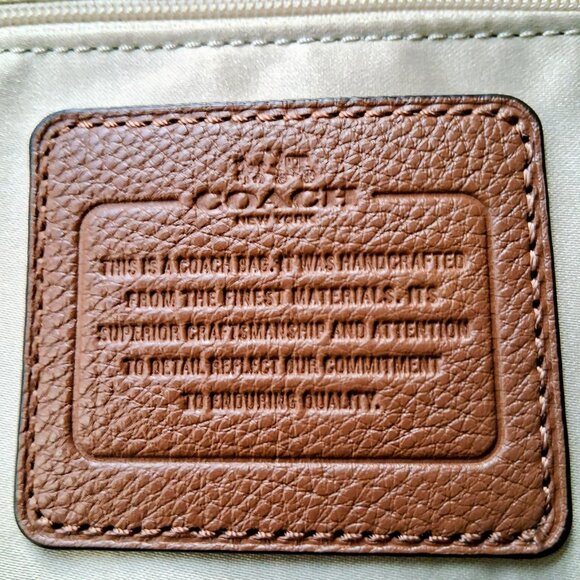 COACH
NEW YORK
THIS IS A COACH BAG. IT WAS HANDCRAFTED
FROM THE FINEST MATERIALS. ITS
SUPERIOR CRAFTSMANSHIP AND ATTENTION
TO DETAIL REFLECT OUR COMMITMENT
TO ENDURING QUALITY.